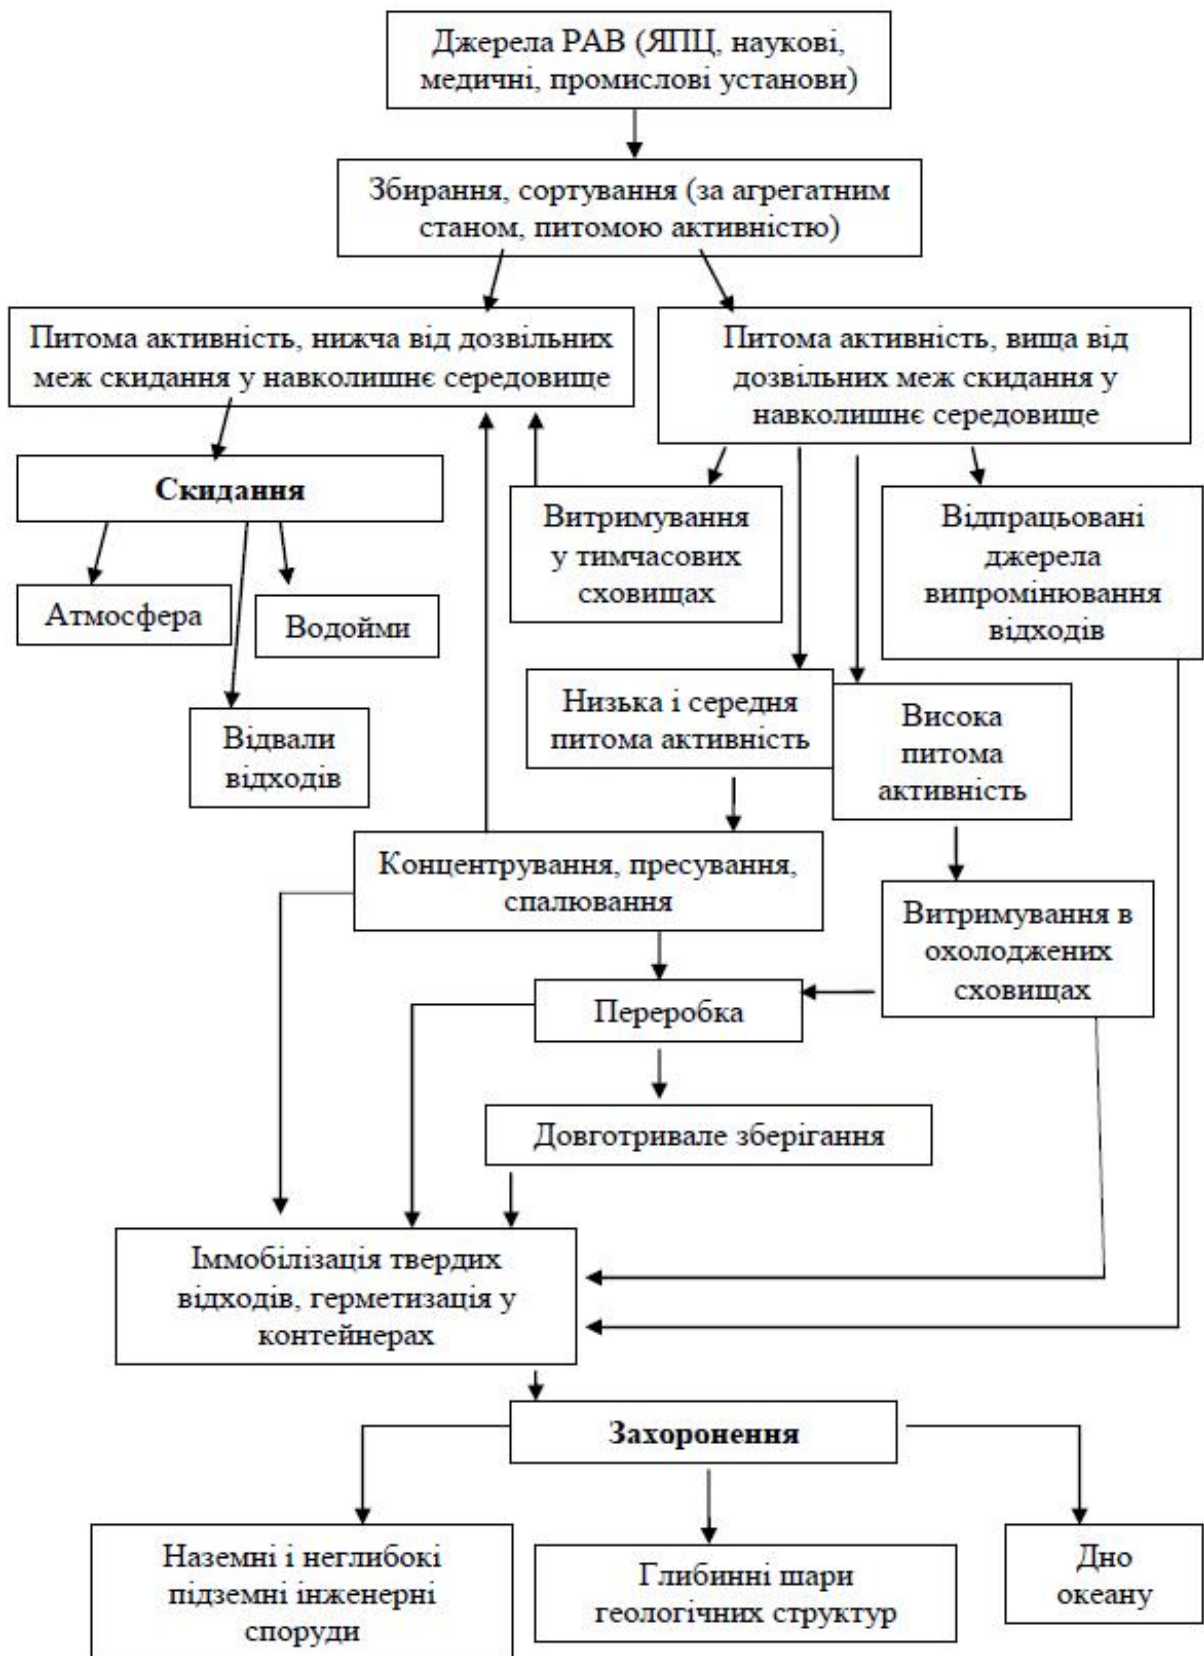 Джерела РАВ (ЯПЦ, наукові,
медичні, промислові установи)
Збирання, сортування (за агрегатним
станом, питомою активністю)
Питома активність, нижча від дозвільних
меж скидання у навколишнє середовище
Питома активність, вища від
дозвільних меж скидання у
навколишнє середовище
Скидання
Атмосфера
Водойми
Відвали
відходів
Витримування
у тимчасових
сховищах
Відпрацьовані
джерела
випромінювання
відходів
Низька і середня
питома активність
Висока
питома
активність
Концентрування, пресування,
спалювання
Витримування в
охолоджених
сховищах
Переробка
Довготривале зберігання
Іммобілізація твердих
відходів, герметизація у
контейнерах
Захоронення
Наземні і неглибокі
підземні інженерні
споруди
Глибинні шари
геологічних структур
Дно
океану